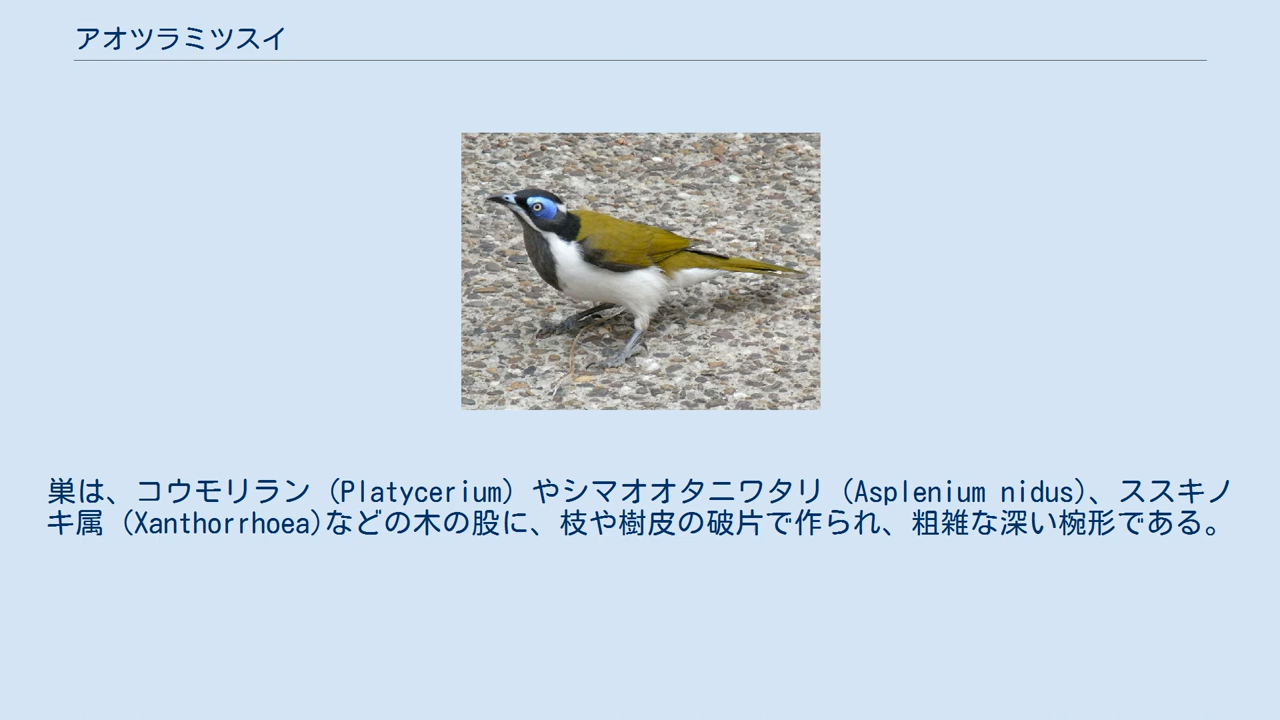 アオツラミツスイ
巣は、コウモリラン（Platycerium）やシマオオタニワタリ（Asplenium nidus)、ススキノ
キ属（Xanthorrhoea)などの木の股に、枝や樹皮の破片で作られ、粗雑な深い椀形である。